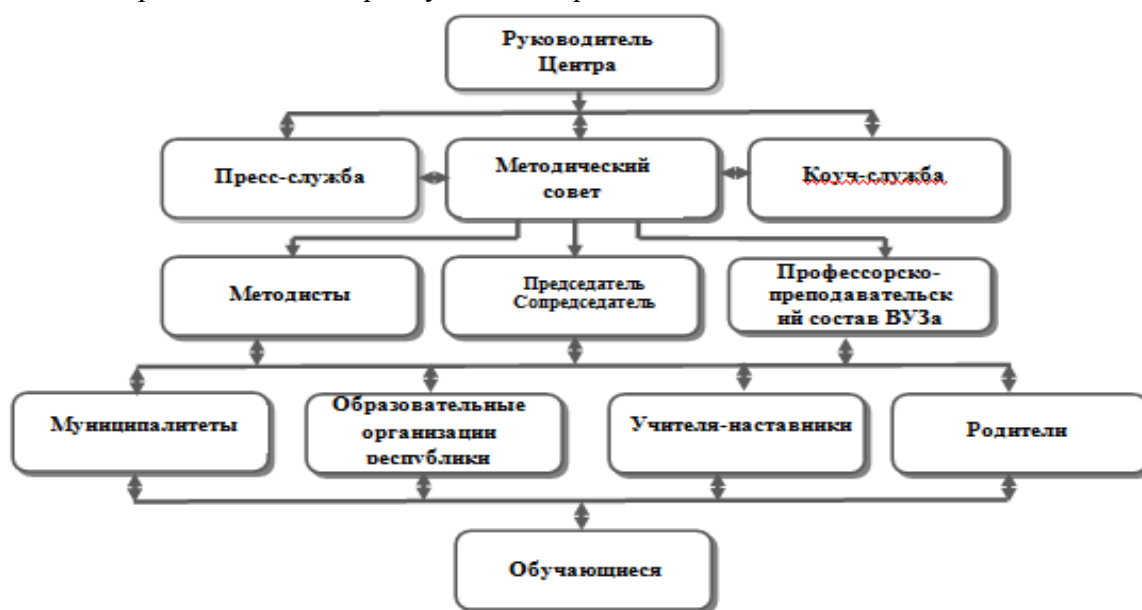 Руководитель
Центра
Пресс-служба
Методический
совет
Коуч-служба
Методисты
Председатель
Сопредседатель
Профессорско-
преподавательск
ий состав ВУЗа
Муниципалитеты
Образовательные
организации
республики
Учителя-наставники
Родители
Обучающиеся